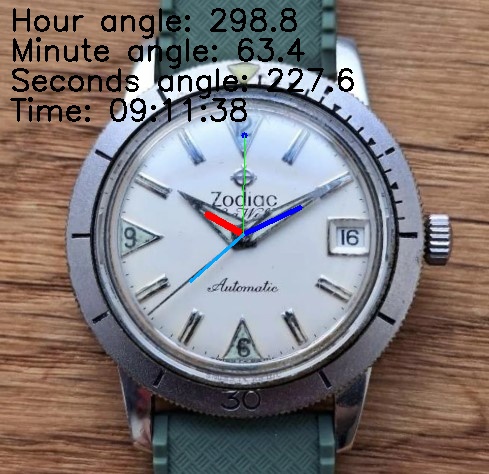 Hour angle: 298.8
Minute angle: 63.4
Seconds angle: 227.6
Time: 09:11:38
Zodiac
9
16
Automatic
6
30